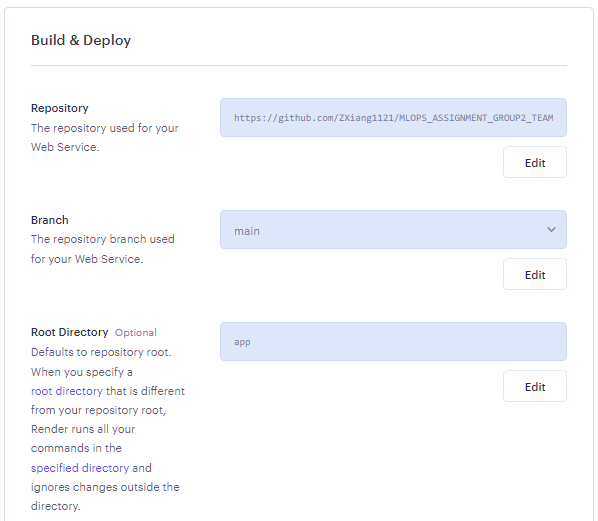 Build & Deploy
Repository
The repository used for your
Web Service.
https://github.com/ZXiang1121/MLOPS_ASSIGNMENT_GROUP2_TEAM
Edit
Branch
The repository branch used
for your Web Service.
main
Edit
Root Directory Optional
Defaults to repository root.
When you specify a
root directory that is different
from your repository root,
Render runs all your
commands in the
specified directory and
ignores changes outside the
directory.
app
Edit